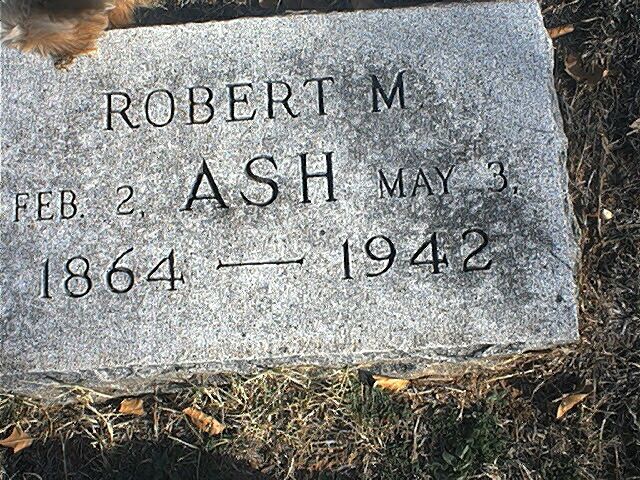 ROBERT M.
FEB. 2, ASH MAY 3,
1864 — 1942